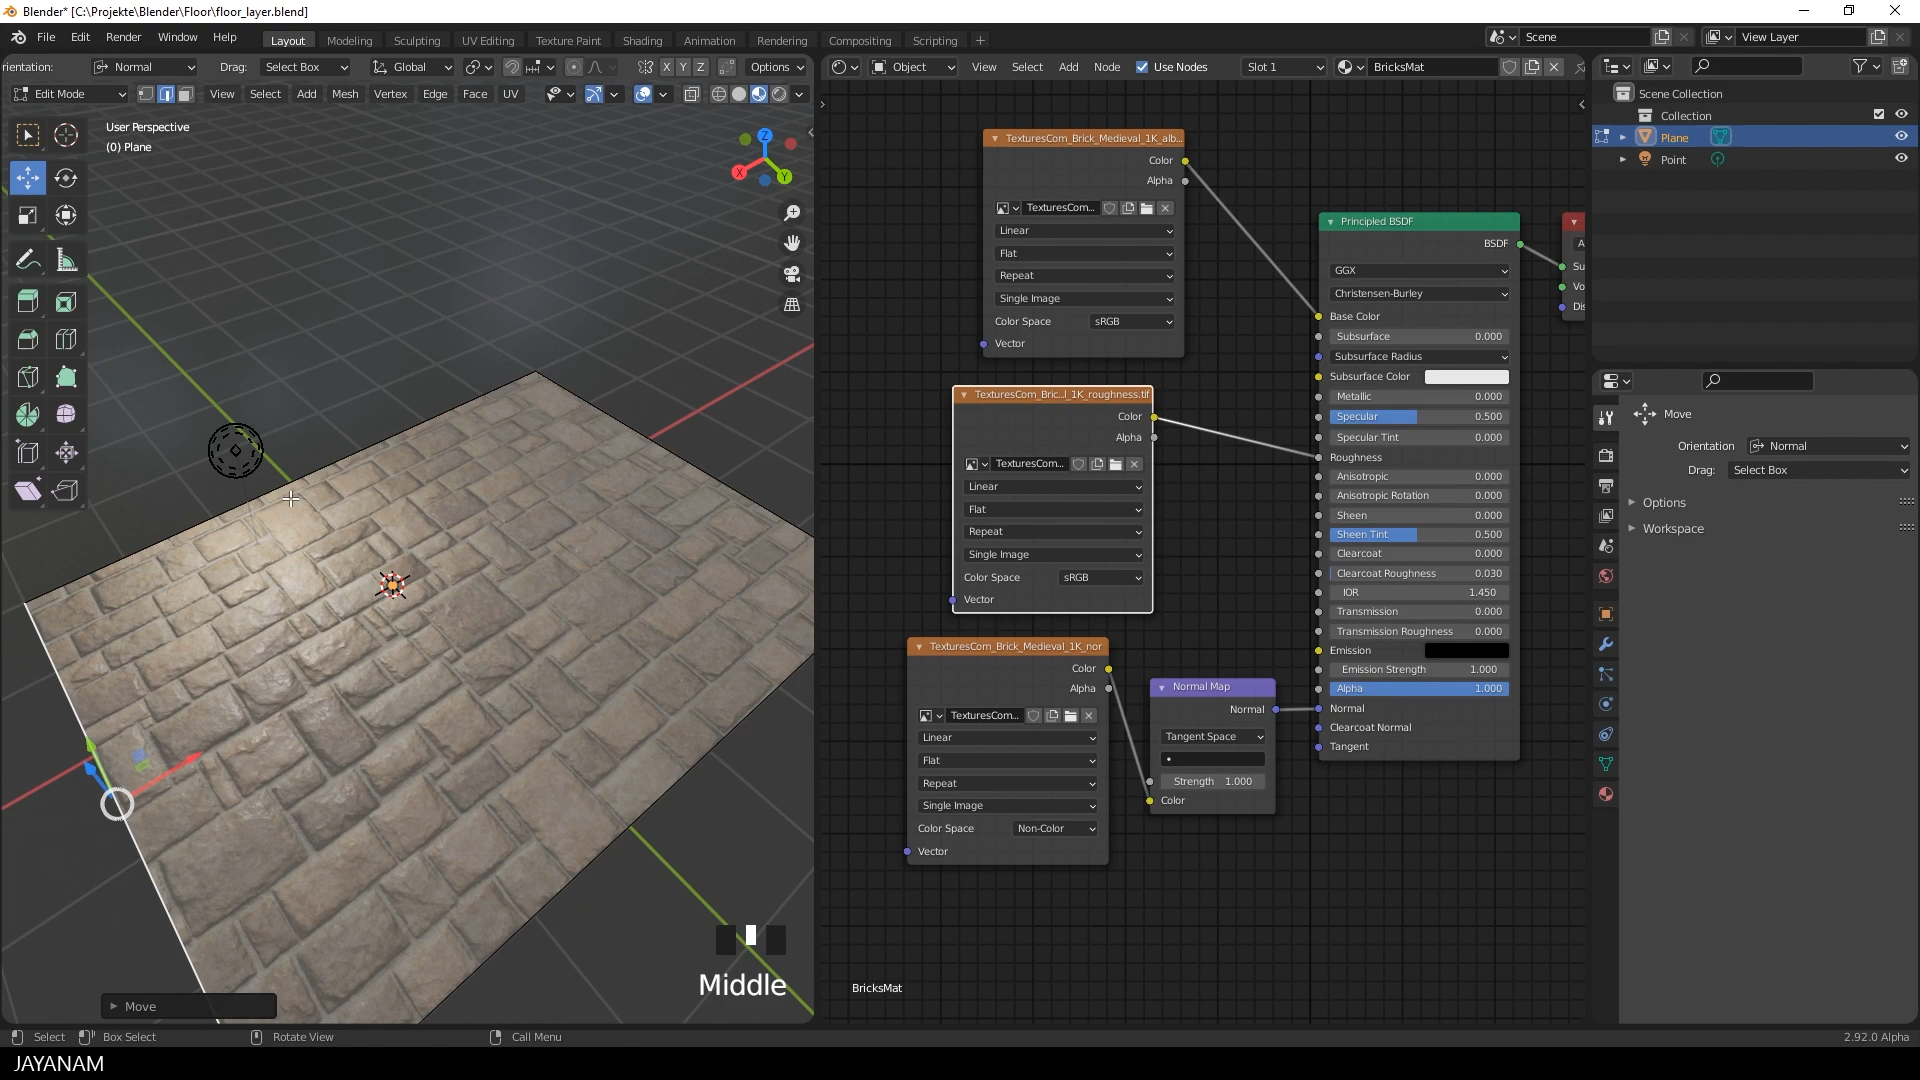 Blender* [C:\Projekte\Blender\Floor\floor_layer.blend]
File Edit Render Window Help
Layout Modeling Sculpting UV Editing Texture Paint Shading Animation Rendering Compositing Scripting +
Scene
View Layer
rientation: Normal Drag: Select Box Global X Y Z Options
Object View Select Add Node Use Nodes Slot 1 BricksMat
Edit Mode View Select Add Mesh Vertex Edge Face UV
User Perspective
(0) Plane
Z
X
Y
TexturesCom_Brick_Medieval_1K_alb...
Color
Alpha
TexturesCom...
Linear
Flat
Repeat
Single Image
Color Space sRGB
Vector
TexturesCom_Bric...l_1K_roughness.tif
Color
Alpha
TexturesCom...
Linear
Flat
Repeat
Single Image
Color Space sRGB
Vector
TexturesCom_Brick_Medieval_1K_nor
Color
Alpha
TexturesCom...
Linear
Flat
Repeat
Single Image
Color Space Non-Color
Vector
Normal Map
Normal
Tangent Space
Strength 1.000
Color
Principled BSDF
BSDF
GGX
Christensen-Burley
Base Color
Subsurface 0.000
Subsurface Radius
Subsurface Color
Metallic 0.000
Specular 0.500
Specular Tint 0.000
Roughness
Anisotropic 0.000
Anisotropic Rotation 0.000
Sheen 0.000
Sheen Tint 0.500
Clearcoat 0.000
Clearcoat Roughness 0.030
IOR 1.450
Transmission 0.000
Transmission Roughness 0.000
Emission
Emission Strength 1.000
Alpha 1.000
Normal
Clearcoat Normal
Tangent
A
Su
Vo
Dis
BricksMat
Scene Collection
Collection
Plane
Point
Move
Orientation Normal
Drag: Select Box
Options
Workspace
Middle
Move
Select Box Select Rotate View Call Menu 2.92.0 Alpha
JAYANAM